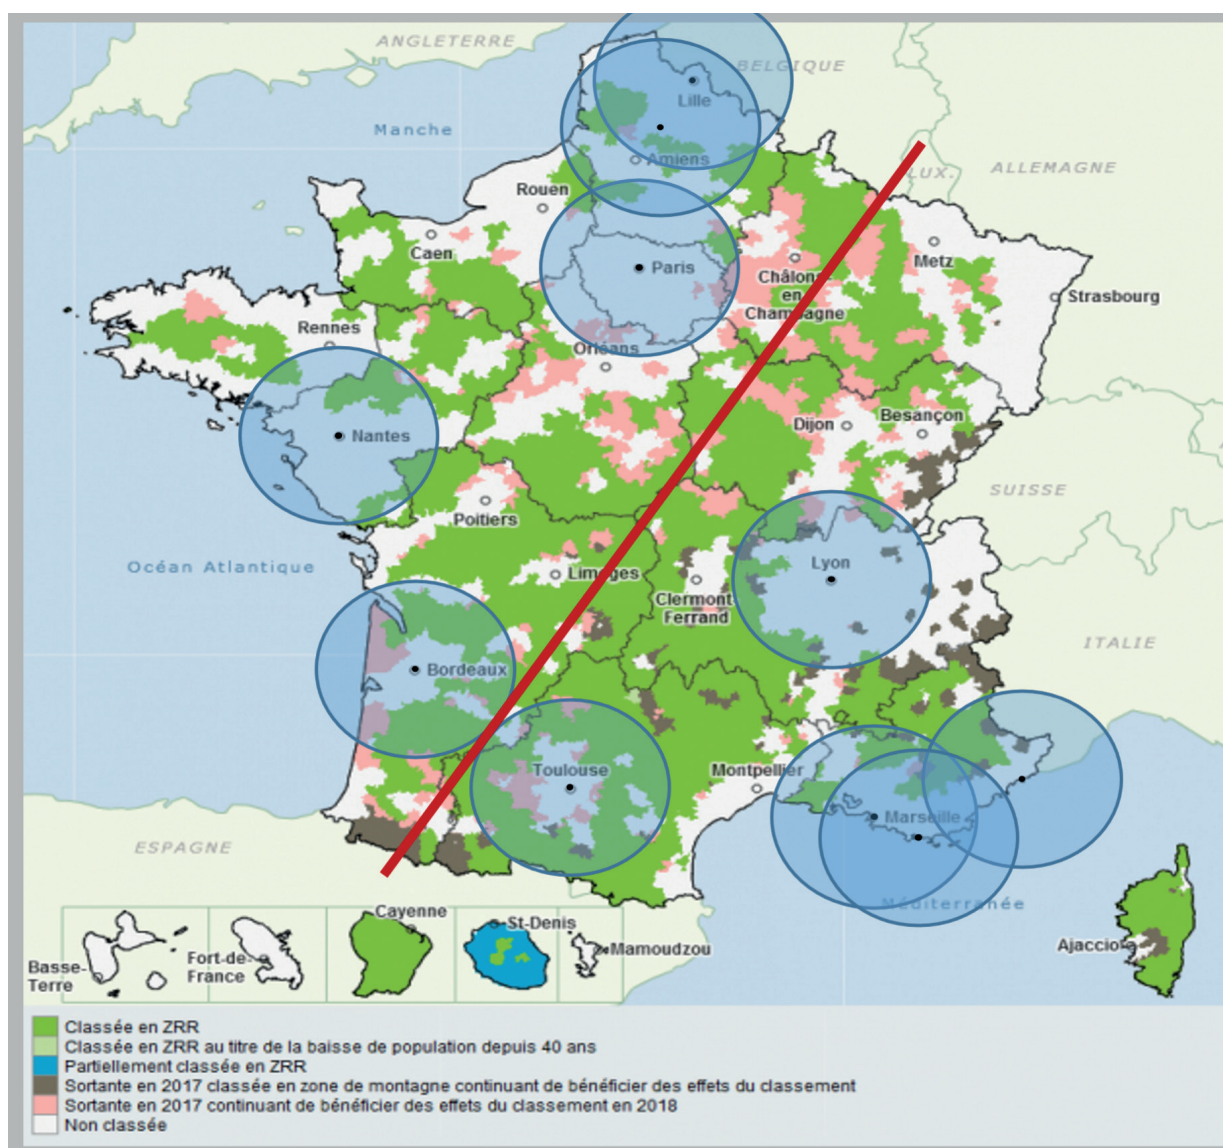 ANGLETERRE
BELGIQUE
Lille
Manche
Amiens
LUX.
ALLEMAGNE
Rouen
Caen
Paris
Châlons
en
Champagne
Metz
Strasbourg
Rennes
Orléans
Nantes
Dijon
Besançon
SUISSE
Poitiers
Océan Atlantique
Limoges
Lyon
Clermont-
Ferrand
ITALIE
Bordeaux
Toulouse
Montpellier
Marseille
ESPAGNE
Méditerranée
Cayenne
St-Denis
Mamoudzou
Ajaccio
Basse-
Terre
Fort-de-
France
Classée en ZRR
Classée en ZRR au titre de la baisse de population depuis 40 ans
Partiellement classée en ZRR
Sortante en 2017 classée en zone de montagne continuant de bénéficier des effets du classement
Sortante en 2017 continuant de bénéficier des effets du classement en 2018
Non classée